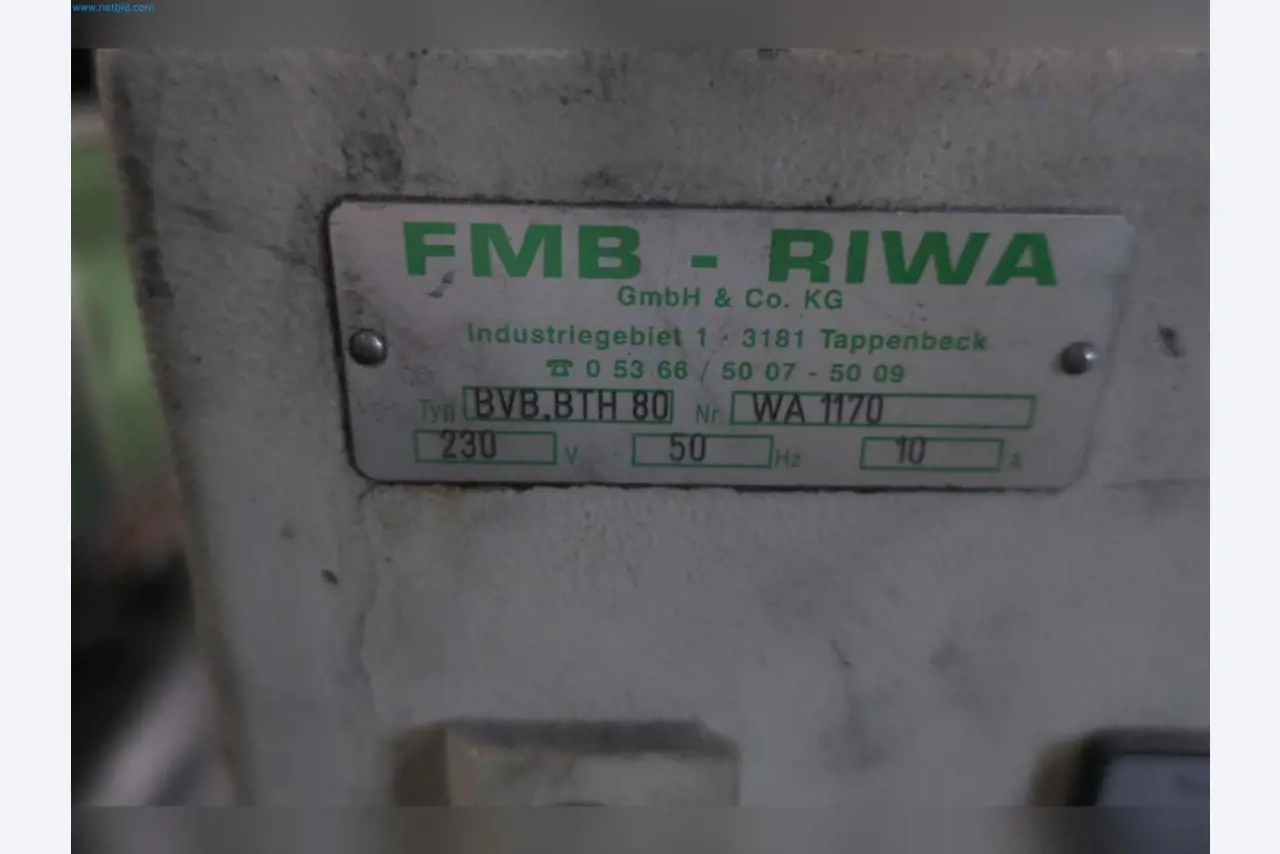 www.netbid.com
FMB - RIWA
GmbH & Co. KG
Industriegebiet 1 · 3181 Tappenbeck
☎ 0 53 66 / 50 07 - 50 09
Typ BVB.BTH 80 Nr WA 1170
230 V 50 Hz 10 A